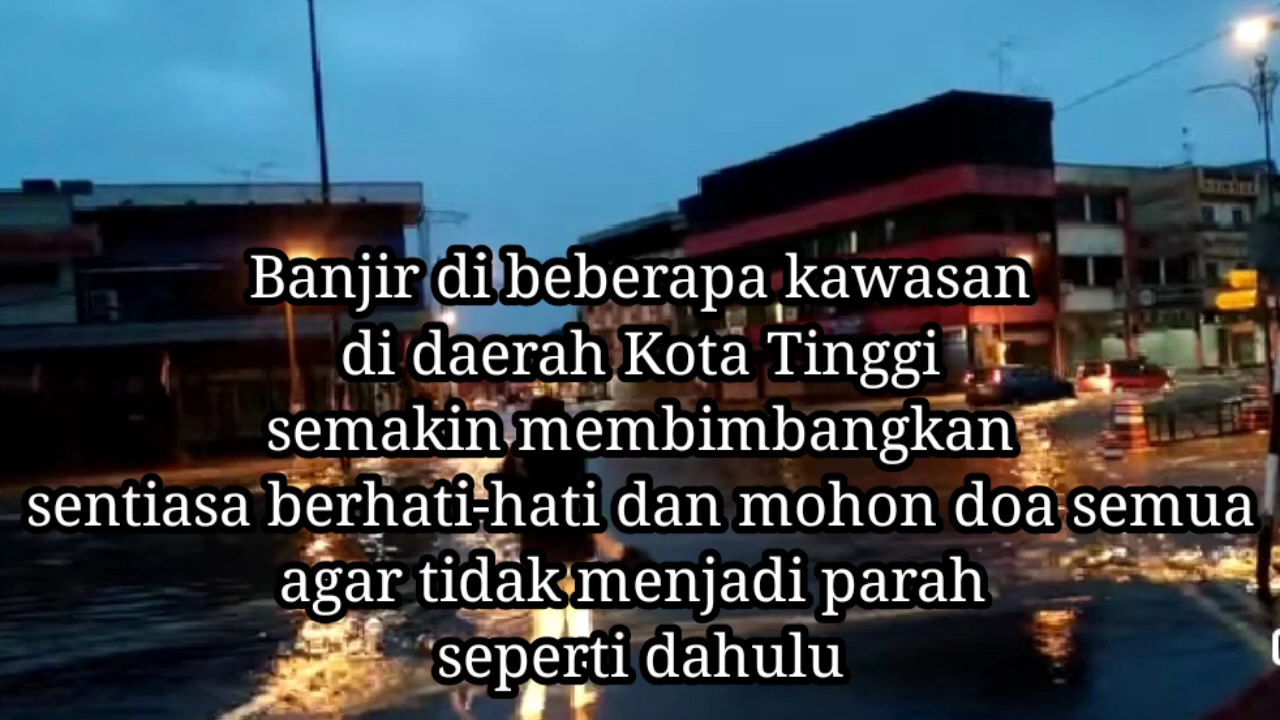 Banjir di beberapa kawasan
di daerah Kota Tinggi
semakin membimbangkan
sentiasa berhati-hati dan mohon doa semua
agar tidak menjadi parah
seperti dahulu